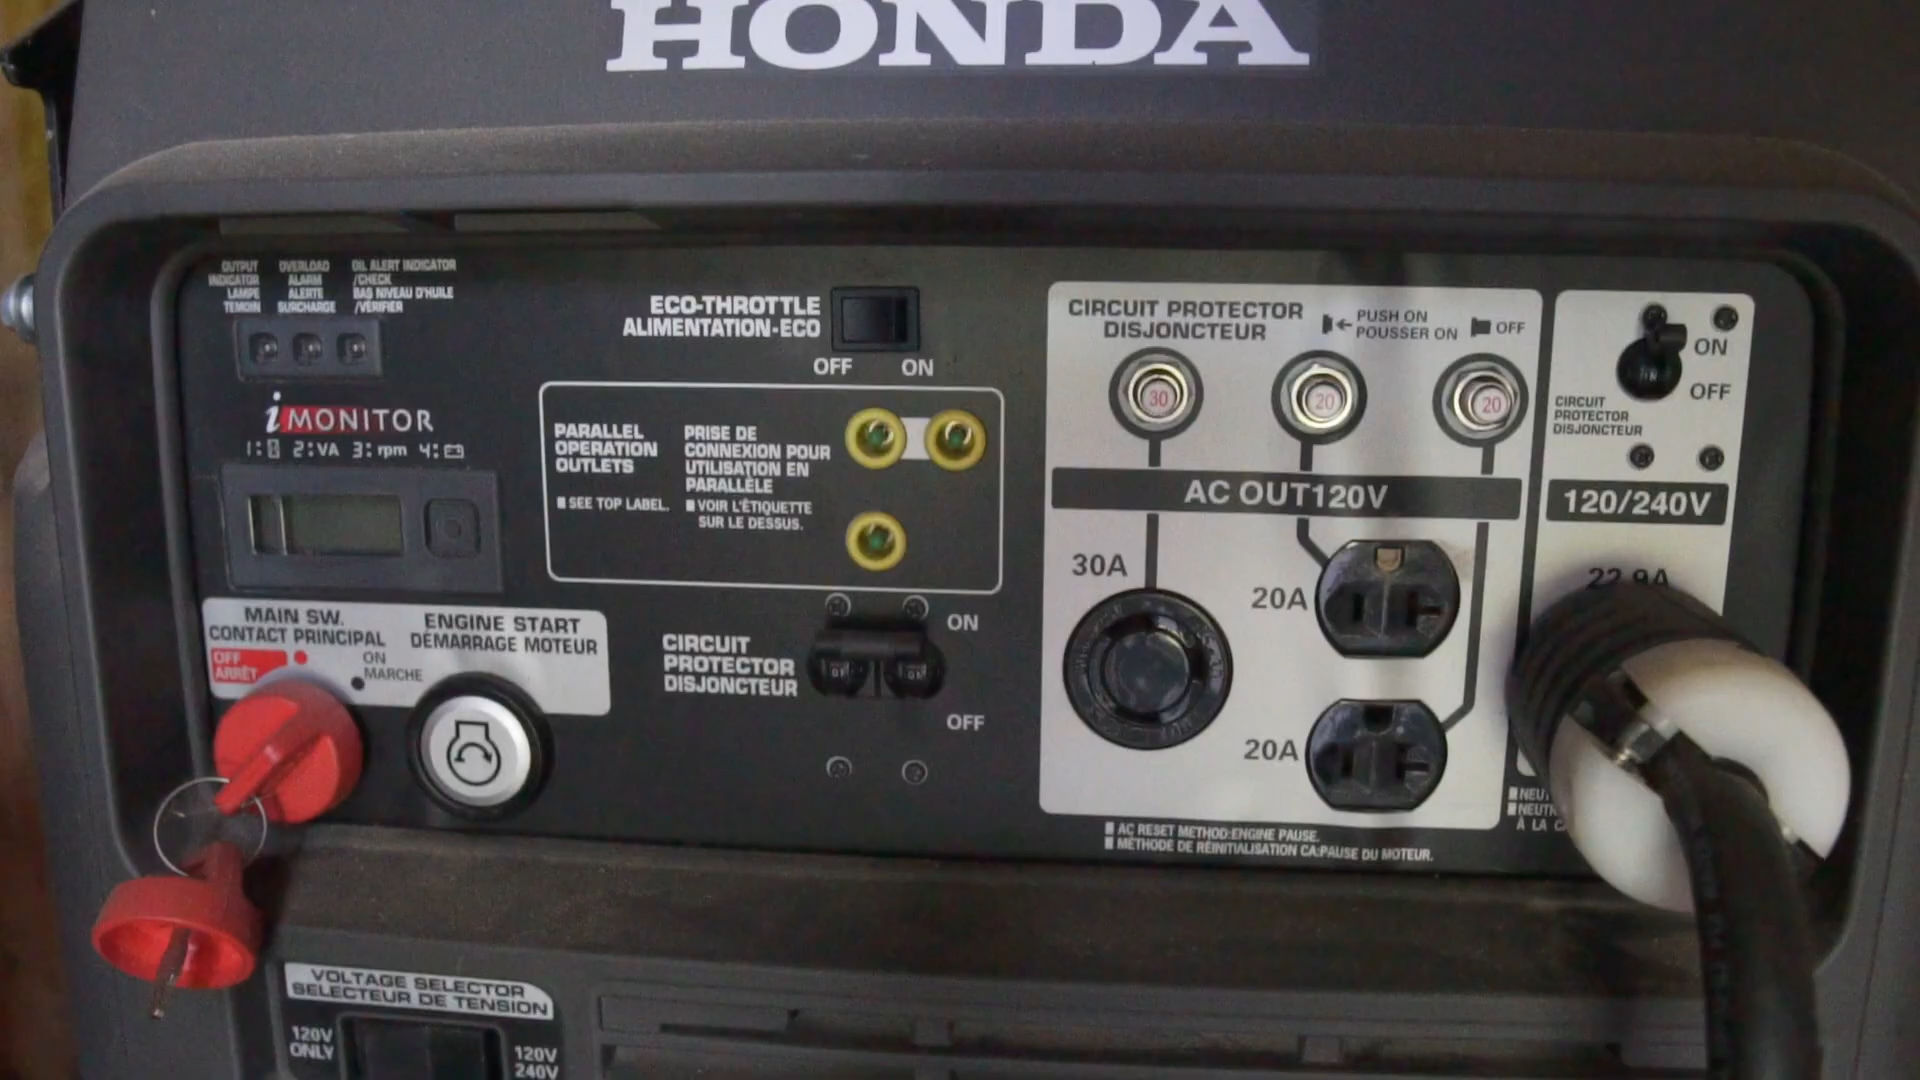 HONDA
OUTPUT
INDICATOR
LAMPE
TEMOIN
OVERLOAD
ALARM
ALERTE
SURCHARGE
OIL ALERT INDICATOR
/CHECK
BAS NIVEAU D'HUILE
/VÉRIFIER
i MONITOR
2:VA 3:rpm 4:
ECO-THROTTLE
ALIMENTATION-ECO
OFF
ON
PARALLEL
OPERATION
OUTLETS
SEE TOP LABEL.
PRISE DE
CONNEXION POUR
UTILISATION EN
PARALLÈLE
VOIR L'ÉTIQUETTE
SUR LE DESSUS.
MAIN SW.
CONTACT PRINCIPAL
OFF
ARRÊT
ON
MARCHE
ENGINE START
DÉMARRAGE MOTEUR
CIRCUIT
PROTECTOR
DISJONCTEUR
ON
OFF
CIRCUIT PROTECTOR
DISJONCTEUR
PUSH ON
POUSSER ON
OFF
30
20
20
AC OUT120V
30A
20A
20A
AC RESET METHOD:ENGINE PAUSE.
MÉTHODE DE RÉINITIALISATION CA:PAUSE DU MOTEUR.
ON
OFF
CIRCUIT
PROTECTOR
DISJONCTEUR
120/240V
22.9A
À LA
VOLTAGE SELECTOR
SÉLECTEUR DE TENSION
120V
ONLY
120V
240V